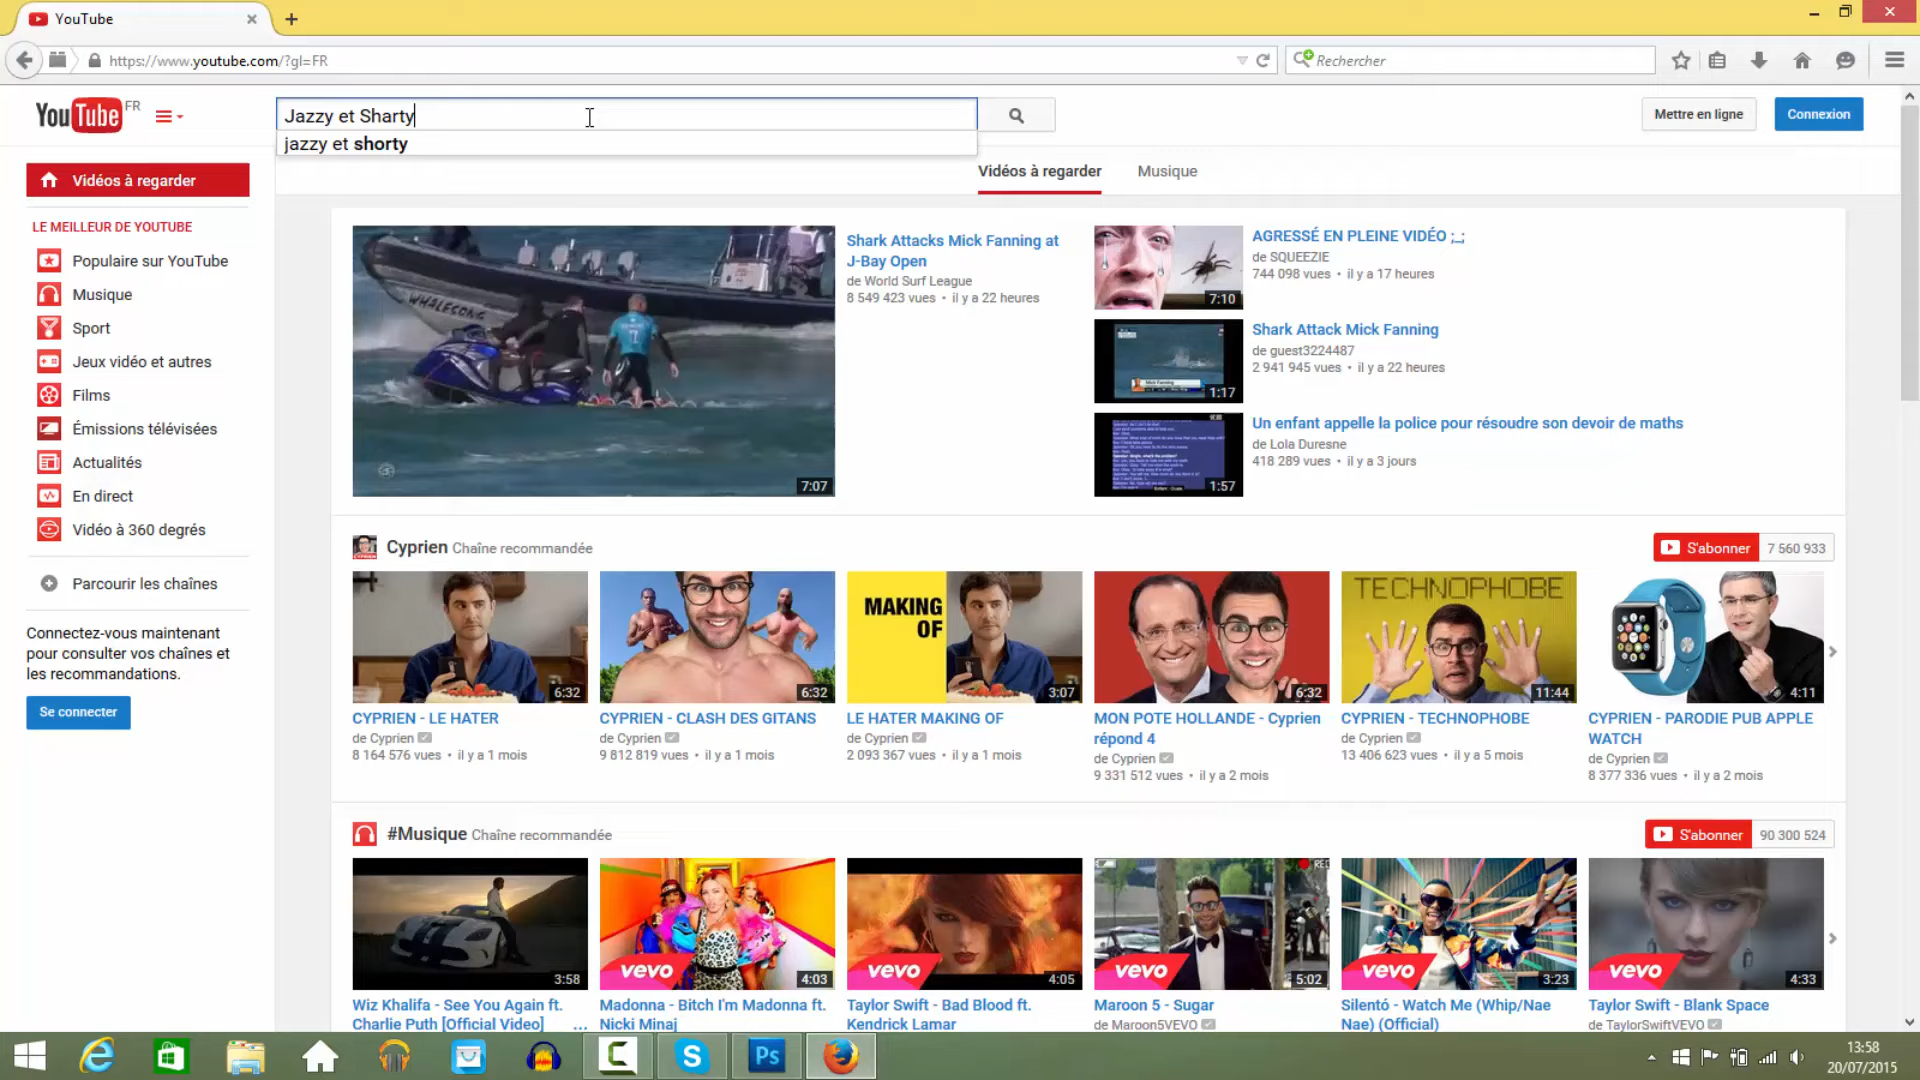 YouTube
https://www.youtube.com/?gl=FR
Rechercher
YouTube FR
Jazzy et Sharty
jazzy et shorty
Mettre en ligne
Connexion
Vidéos à regarder
Musique
Vidéos à regarder
LE MEILLEUR DE YOUTUBE
Populaire sur YouTube
Musique
Sport
Jeux vidéo et autres
Films
Émissions télévisées
Actualités
En direct
Vidéo à 360 degrés
Parcourir les chaînes
Connectez-vous maintenant
pour consulter vos chaînes et
les recommandations.
Se connecter
WHALESONG
7:07
Shark Attacks Mick Fanning at
J-Bay Open
de World Surf League
8 549 423 vues • il y a 22 heures
7:10
AGRESSÉ EN PLEINE VIDÉO ;_;
de SQUEEZIE
744 098 vues • il y a 17 heures
1:17
Shark Attack Mick Fanning
de guest3224487
2 941 945 vues • il y a 22 heures
1:57
Un enfant appelle la police pour résoudre son devoir de maths
de Lola Duresne
418 289 vues • il y a 3 jours
Cyprien Chaîne recommandée
S'abonner 7 560 933
6:32
CYPRIEN - LE HATER
de Cyprien
8 164 576 vues • il y a 1 mois
6:32
CYPRIEN - CLASH DES GITANS
de Cyprien
9 812 819 vues • il y a 1 mois
MAKING
OF
3:07
LE HATER MAKING OF
de Cyprien
2 093 367 vues • il y a 1 mois
6:32
MON POTE HOLLANDE - Cyprien
répond 4
de Cyprien
9 331 512 vues • il y a 2 mois
TECHNOPHOBE
11:44
CYPRIEN - TECHNOPHOBE
de Cyprien
13 406 623 vues • il y a 5 mois
4:11
CYPRIEN - PARODIE PUB APPLE
WATCH
de Cyprien
8 377 336 vues • il y a 2 mois
#Musique Chaîne recommandée
S'abonner 90 300 524
3:58
Wiz Khalifa - See You Again ft.
Charlie Puth [Official Video] ...
vevo
4:03
Madonna - Bitch I'm Madonna ft.
Nicki Minaj
vevo
4:05
Taylor Swift - Bad Blood ft.
Kendrick Lamar
REC
vevo
5:02
Maroon 5 - Sugar
de Maroon5VEVO
vevo
3:23
Silentó - Watch Me (Whip/Nae
Nae) (Official)
vevo
4:33
Taylor Swift - Blank Space
de TaylorSwiftVEVO
Ps
13:58
20/07/2015